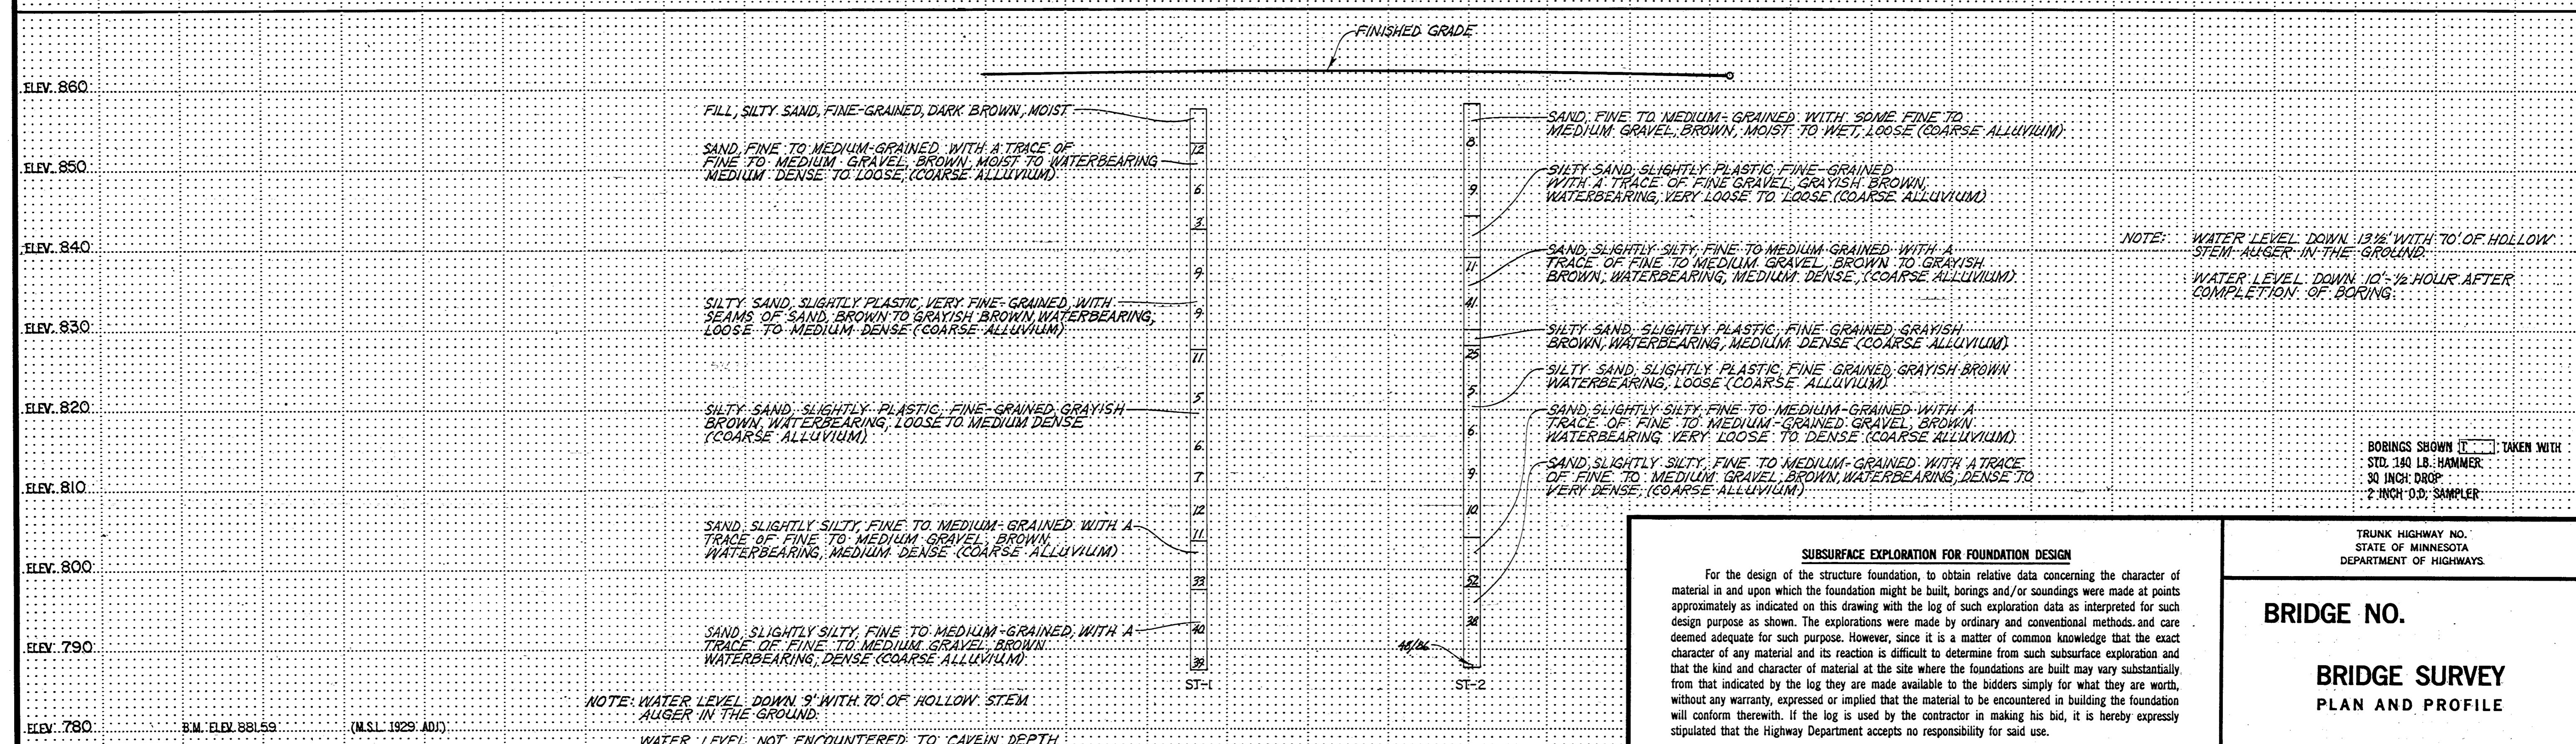 FINISHED GRADE
ELEV. 860
ELEV. 850
ELEV. 840
ELEV. 830
ELEV. 820
ELEV. 810
ELEV. 800
ELEV. 790
ELEV. 780
B.M. ELEV. 881.59 (M.S.L. 1929 ADJ.)
FILL, SILTY SAND, FINE-GRAINED, DARK BROWN, MOIST
SAND, FINE TO MEDIUM-GRAINED WITH A TRACE OF
FINE TO MEDIUM GRAVEL, BROWN, MOIST TO WATERBEARING
MEDIUM DENSE TO LOOSE, (COARSE ALLUVIUM)
SILTY SAND, SLIGHTLY PLASTIC, VERY FINE-GRAINED, WITH
SEAMS OF SAND, BROWN TO GRAYISH BROWN, WATERBEARING,
LOOSE TO MEDIUM DENSE (COARSE ALLUVIUM)
SILTY SAND, SLIGHTLY PLASTIC, FINE-GRAINED, GRAYISH
BROWN, WATERBEARING, LOOSE TO MEDIUM DENSE
(COARSE ALLUVIUM)
SAND, SLIGHTLY SILTY, FINE TO MEDIUM-GRAINED WITH A
TRACE OF FINE TO MEDIUM GRAVEL, BROWN,
WATERBEARING, MEDIUM DENSE (COARSE ALLUVIUM)
SAND, SLIGHTLY SILTY, FINE TO MEDIUM-GRAINED, WITH A
TRACE OF FINE TO MEDIUM GRAVEL, BROWN
WATERBEARING, DENSE (COARSE ALLUVIUM)
NOTE: WATER LEVEL DOWN 9' WITH 70' OF HOLLOW STEM
AUGER IN THE GROUND.
WATER LEVEL NOT ENCOUNTERED TO CAVEIN DEPTH
12
6
3
9
9
11
5
6
7
12
11
33
40
39
ST-1
8
9
11
41
25
5
6
9
10
52
38
ST-2
SAND, FINE TO MEDIUM-GRAINED WITH SOME FINE TO
MEDIUM GRAVEL, BROWN, MOIST TO WET, LOOSE (COARSE ALLUVIUM)
SILTY SAND, SLIGHTLY PLASTIC, FINE-GRAINED
WITH A TRACE OF FINE GRAVEL, GRAYISH BROWN,
WATERBEARING, VERY LOOSE TO LOOSE (COARSE ALLUVIUM)
SAND, SLIGHTLY SILTY, FINE TO MEDIUM-GRAINED WITH A
TRACE OF FINE TO MEDIUM GRAVEL, BROWN TO GRAYISH
BROWN, WATERBEARING, MEDIUM DENSE, (COARSE ALLUVIUM)
SILTY SAND, SLIGHTLY PLASTIC, FINE GRAINED, GRAYISH
BROWN, WATERBEARING, MEDIUM DENSE (COARSE ALLUVIUM)
SILTY SAND, SLIGHTLY PLASTIC, FINE GRAINED, GRAYISH BROWN
WATERBEARING, LOOSE (COARSE ALLUVIUM)
SAND, SLIGHTLY SILTY, FINE TO MEDIUM-GRAINED WITH A
TRACE OF FINE TO MEDIUM-GRAINED GRAVEL, BROWN
WATERBEARING, VERY LOOSE TO DENSE (COARSE ALLUVIUM)
SAND, SLIGHTLY SILTY, FINE TO MEDIUM-GRAINED WITH A TRACE
OF FINE TO MEDIUM GRAVEL, BROWN, WATERBEARING, DENSE TO
VERY DENSE, (COARSE ALLUVIUM)
NOTE: WATER LEVEL DOWN 13½' WITH 70' OF HOLLOW
STEM AUGER IN THE GROUND.
WATER LEVEL DOWN 10'-½ HOUR AFTER
COMPLETION OF BORING.
BORINGS SHOWN T TAKEN WITH
STD. 140 LB. HAMMER
30 INCH DROP
2 INCH O.D. SAMPLER
SUBSURFACE EXPLORATION FOR FOUNDATION DESIGN
For the design of the structure foundation, to obtain relative data concerning the character of
material in and upon which the foundation might be built, borings and/or soundings were made at points
approximately as indicated on this drawing with the log of such exploration data as interpreted for such
design purpose as shown. The explorations were made by ordinary and conventional methods and care
deemed adequate for such purpose. However, since it is a matter of common knowledge that the exact
character of any material and its reaction is difficult to determine from such subsurface exploration and
that the kind and character of material at the site where the foundations are built may vary substantially
from that indicated by the log they are made available to the bidders simply for what they are worth,
without any warranty, expressed or implied that the material to be encountered in building the foundation
will conform therewith. If the log is used by the contractor in making his bid, it is hereby expressly
stipulated that the Highway Department accepts no responsibility for said use.
TRUNK HIGHWAY NO.
STATE OF MINNESOTA
DEPARTMENT OF HIGHWAYS
BRIDGE NO.
BRIDGE SURVEY
PLAN AND PROFILE